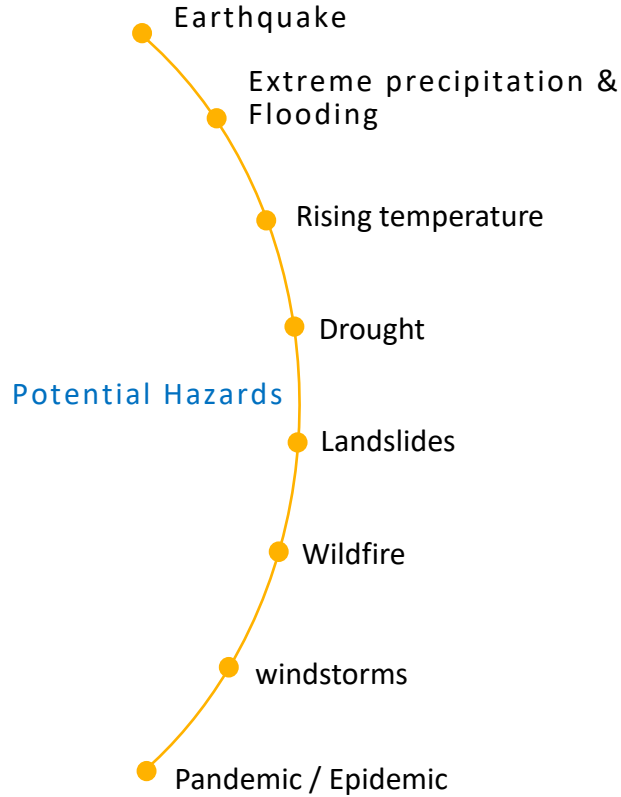 Earthquake
Extreme precipitation &
Flooding
Rising temperature
Drought
Potential Hazards
Landslides
Wildfire
windstorms
Pandemic / Epidemic